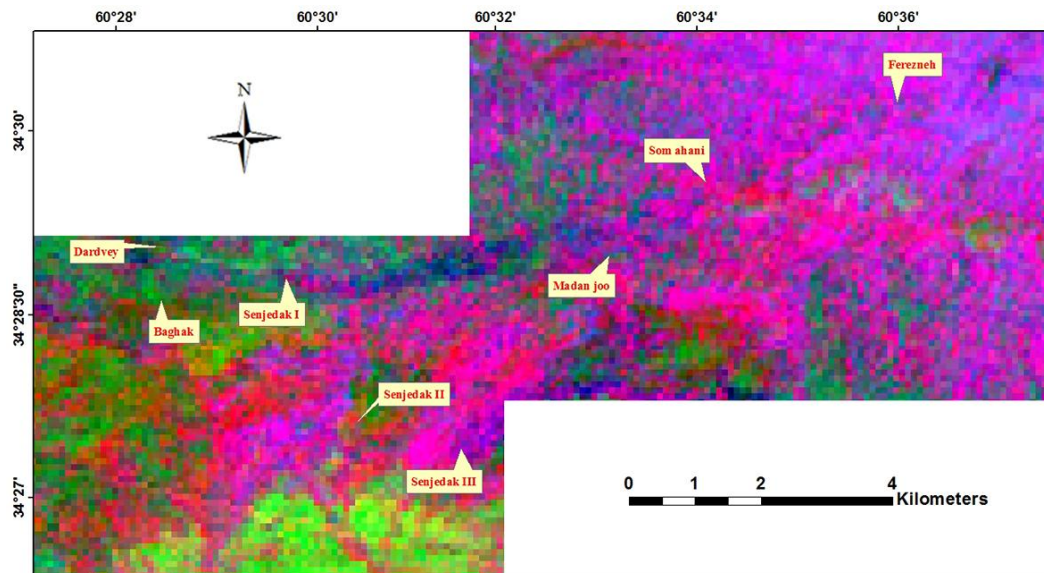 60°28' 60°30' 60°32' 60°34' 60°36'
Ferezneh
N
34°30'
Som ahani
Dardvey
Madan joo
Senjedak I
34°28'30"
Baghak
Senjedak II
Senjedak III
0 1 2 4
Kilometers
34°27'